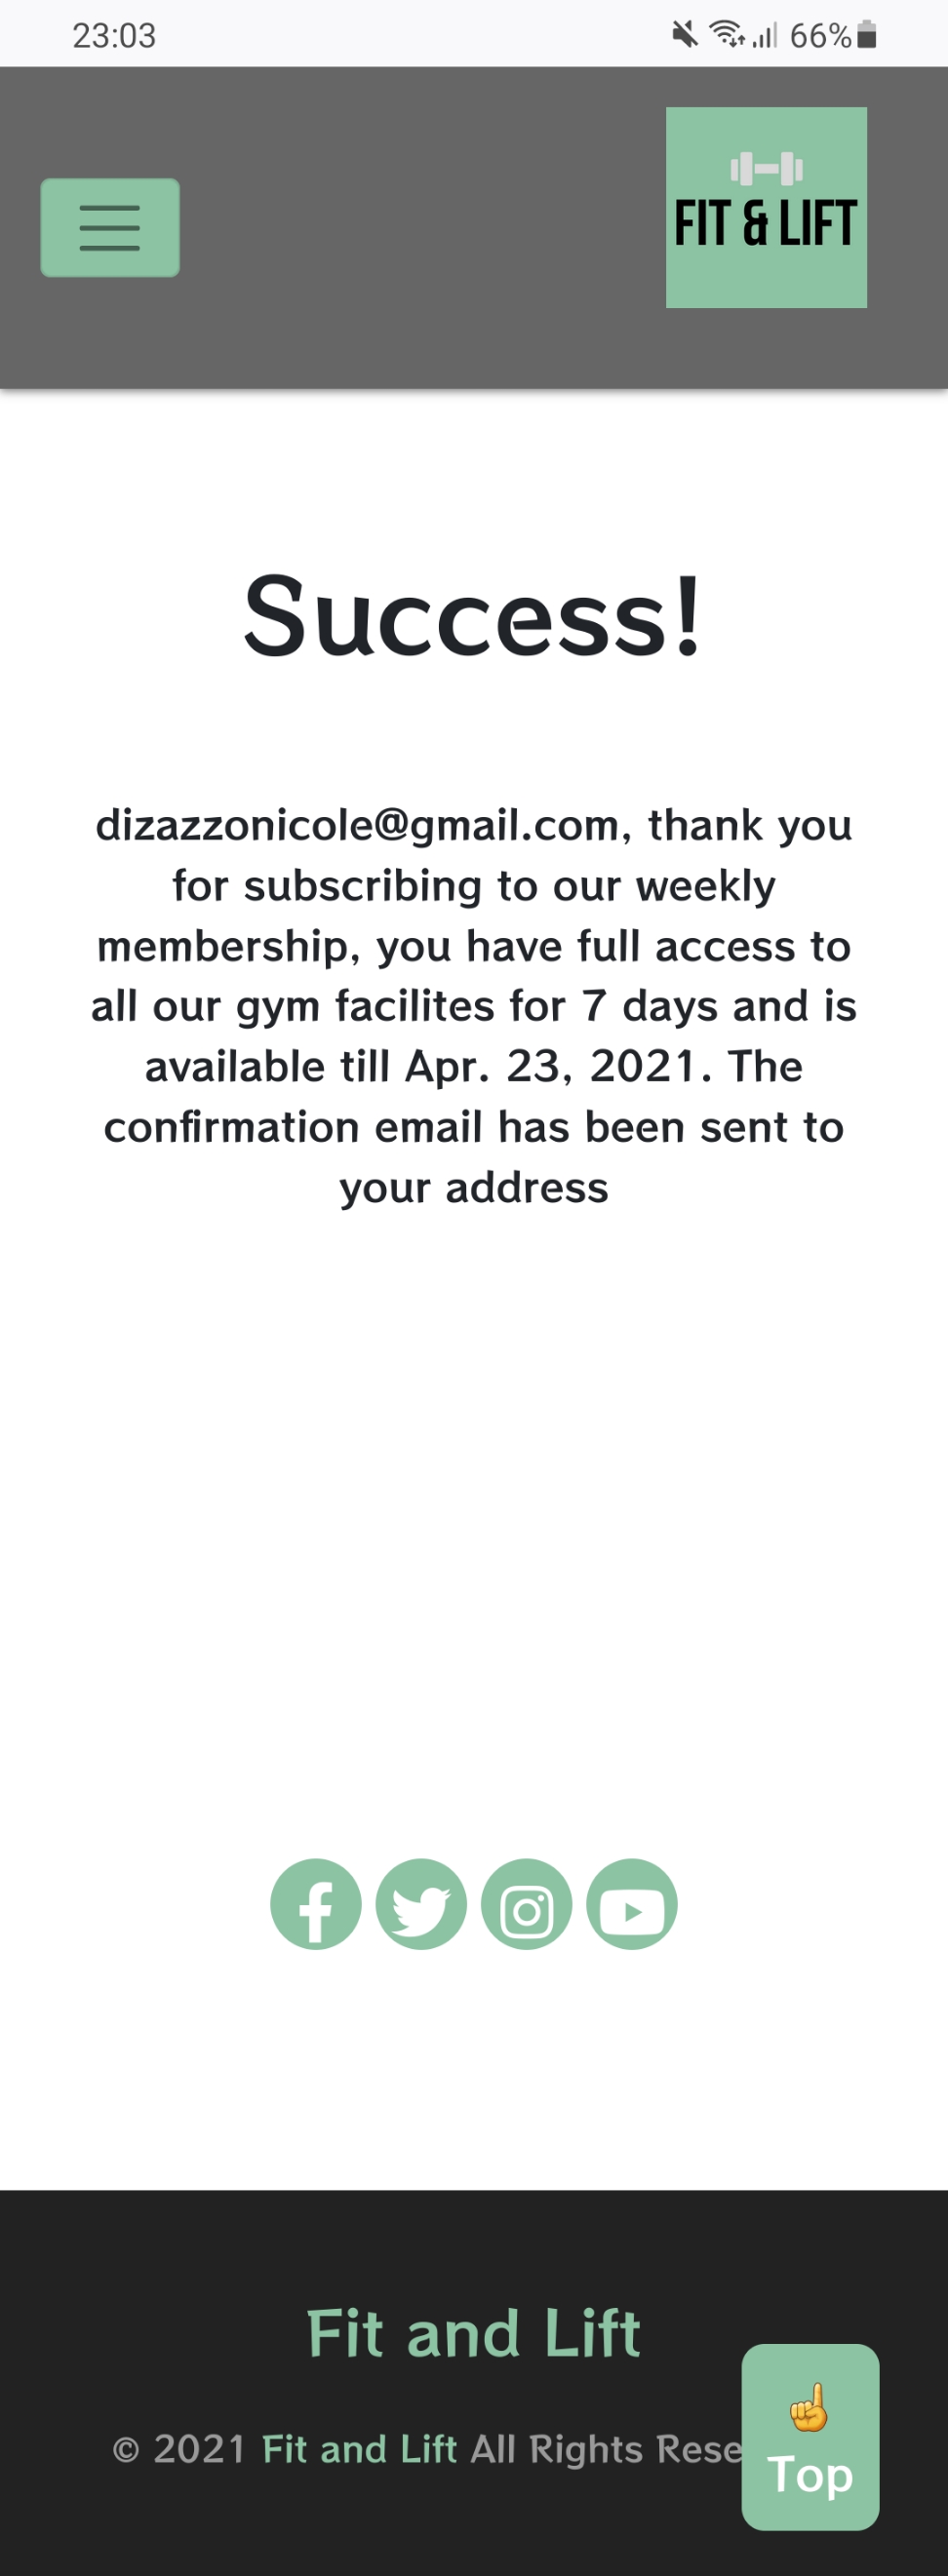 23:03
66%
FIT & LIFT
Success!
dizazzonicole@gmail.com, thank you
for subscribing to our weekly
membership, you have full access to
all our gym facilites for 7 days and is
available till Apr. 23, 2021. The
confirmation email has been sent to
your address
Fit and Lift
© 2021 Fit and Lift All Rights Rese
Top